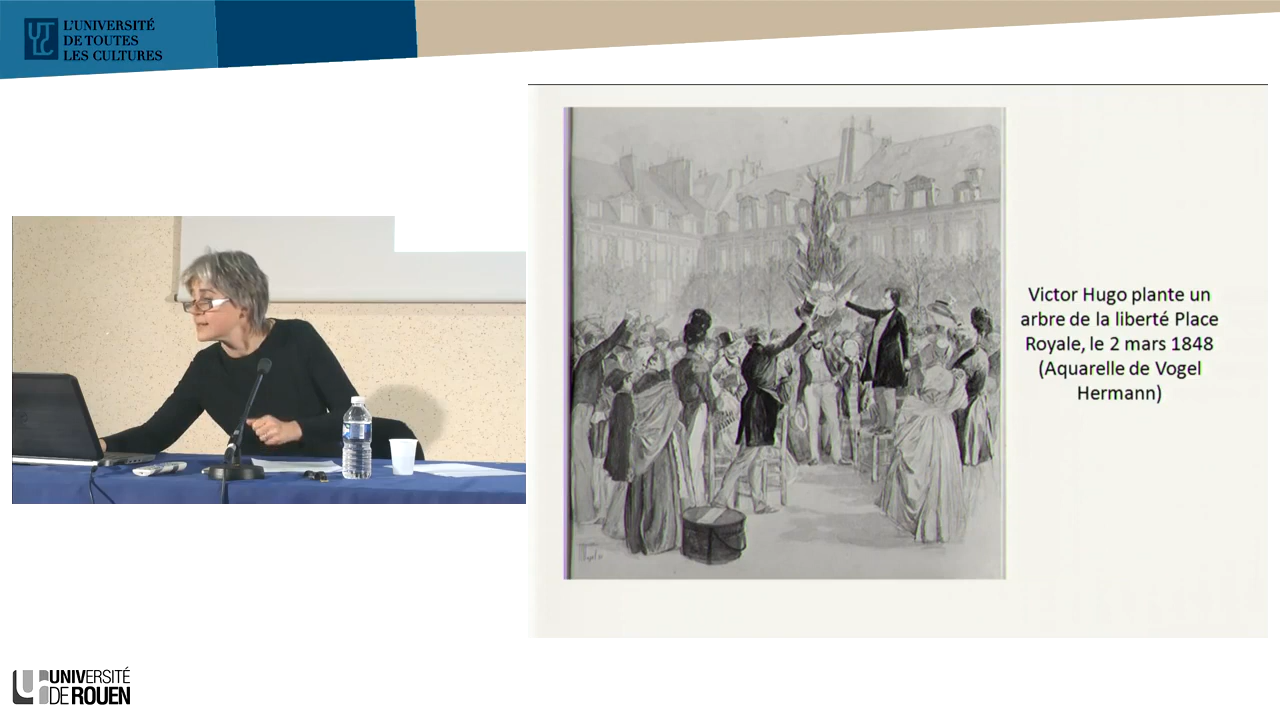 L'UNIVERSITÉ
DE TOUTES
LES CULTURES
Victor Hugo plante un
arbre de la liberté Place
Royale, le 2 mars 1848
(Aquarelle de Vogel
Hermann)
UNIVERSITÉ
DE ROUEN